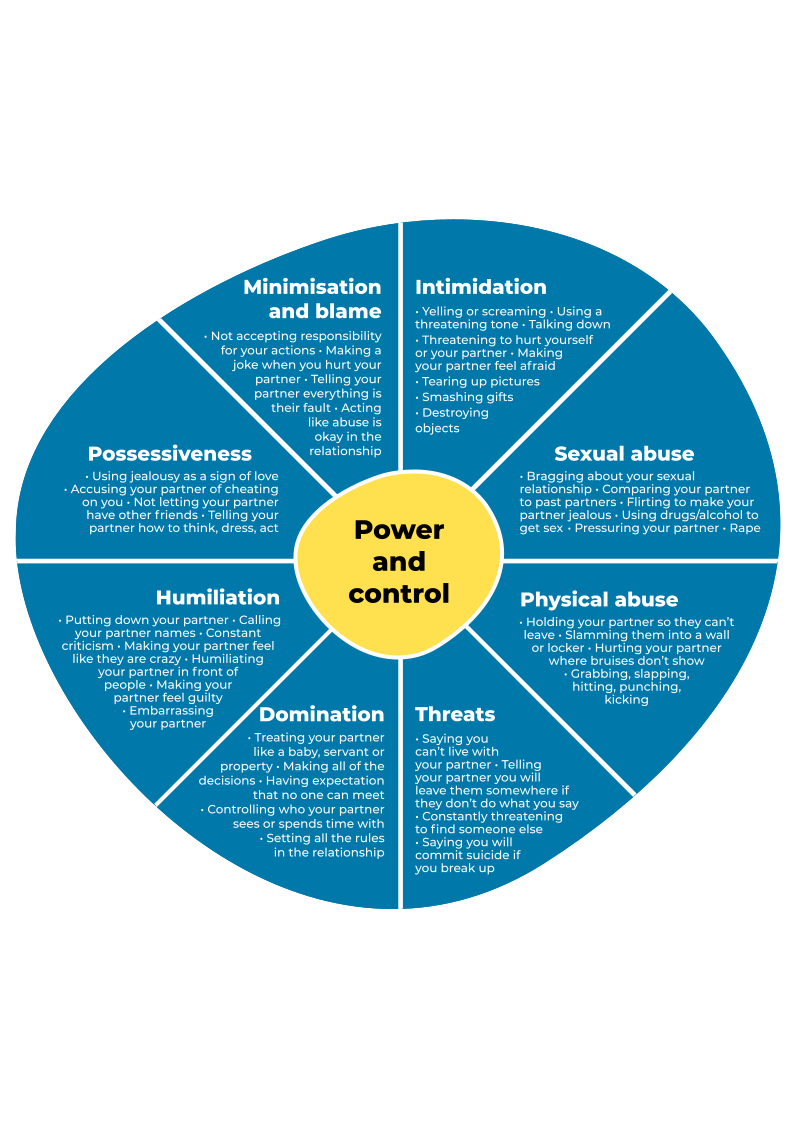 Minimisation
and blame
• Not accepting responsibility
for your actions • Making a
joke when you hurt your
partner • Telling your
partner everything is
their fault • Acting
like abuse is
okay in the
relationship
Intimidation
• Yelling or screaming • Using a
threatening tone • Talking down
• Threatening to hurt yourself
or your partner • Making
your partner feel afraid
• Tearing up pictures
• Smashing gifts
• Destroying
objects
Possessiveness
• Using jealousy as a sign of love
• Accusing your partner of cheating
on you • Not letting your partner
have other friends • Telling your
partner how to think, dress, act
Sexual abuse
• Bragging about your sexual
relationship • Comparing your partner
to past partners • Flirting to make your
partner jealous • Using drugs/alcohol to
get sex • Pressuring your partner • Rape
Power
and
control
Humiliation
• Putting down your partner • Calling
your partner names • Constant
criticism • Making your partner feel
like they are crazy • Humiliating
your partner in front of
people • Making your
partner feel guilty
• Embarrassing
your partner
Physical abuse
• Holding your partner so they can’t
leave • Slamming them into a wall
or locker • Hurting your partner
where bruises don’t show
• Grabbing, slapping,
hitting, punching,
kicking
Domination
• Treating your partner
like a baby, servant or
property • Making all of the
decisions • Having expectation
that no one can meet
• Controlling who your partner
sees or spends time with
• Setting all the rules
in the relationship
Threats
• Saying you
can’t live with
your partner • Telling
your partner you will
leave them somewhere if
they don’t do what you say
• Constantly threatening
to find someone else
• Saying you will
commit suicide if
you break up